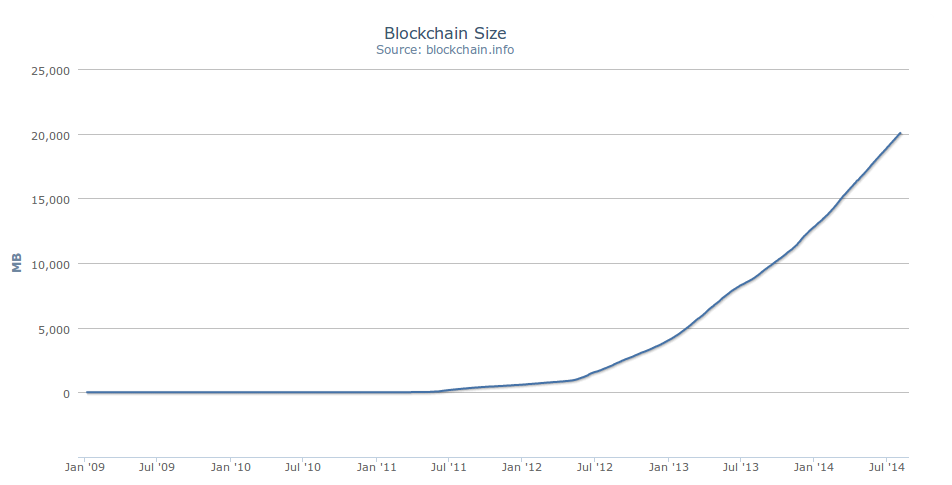 Blockchain Size
Source: blockchain.info
25,000
20,000
15,000
10,000
5,000
0
MB
Jan '09
Jul '09
Jan '10
Jul '10
Jan '11
Jul '11
Jan '12
Jul '12
Jan '13
Jul '13
Jan '14
Jul '14